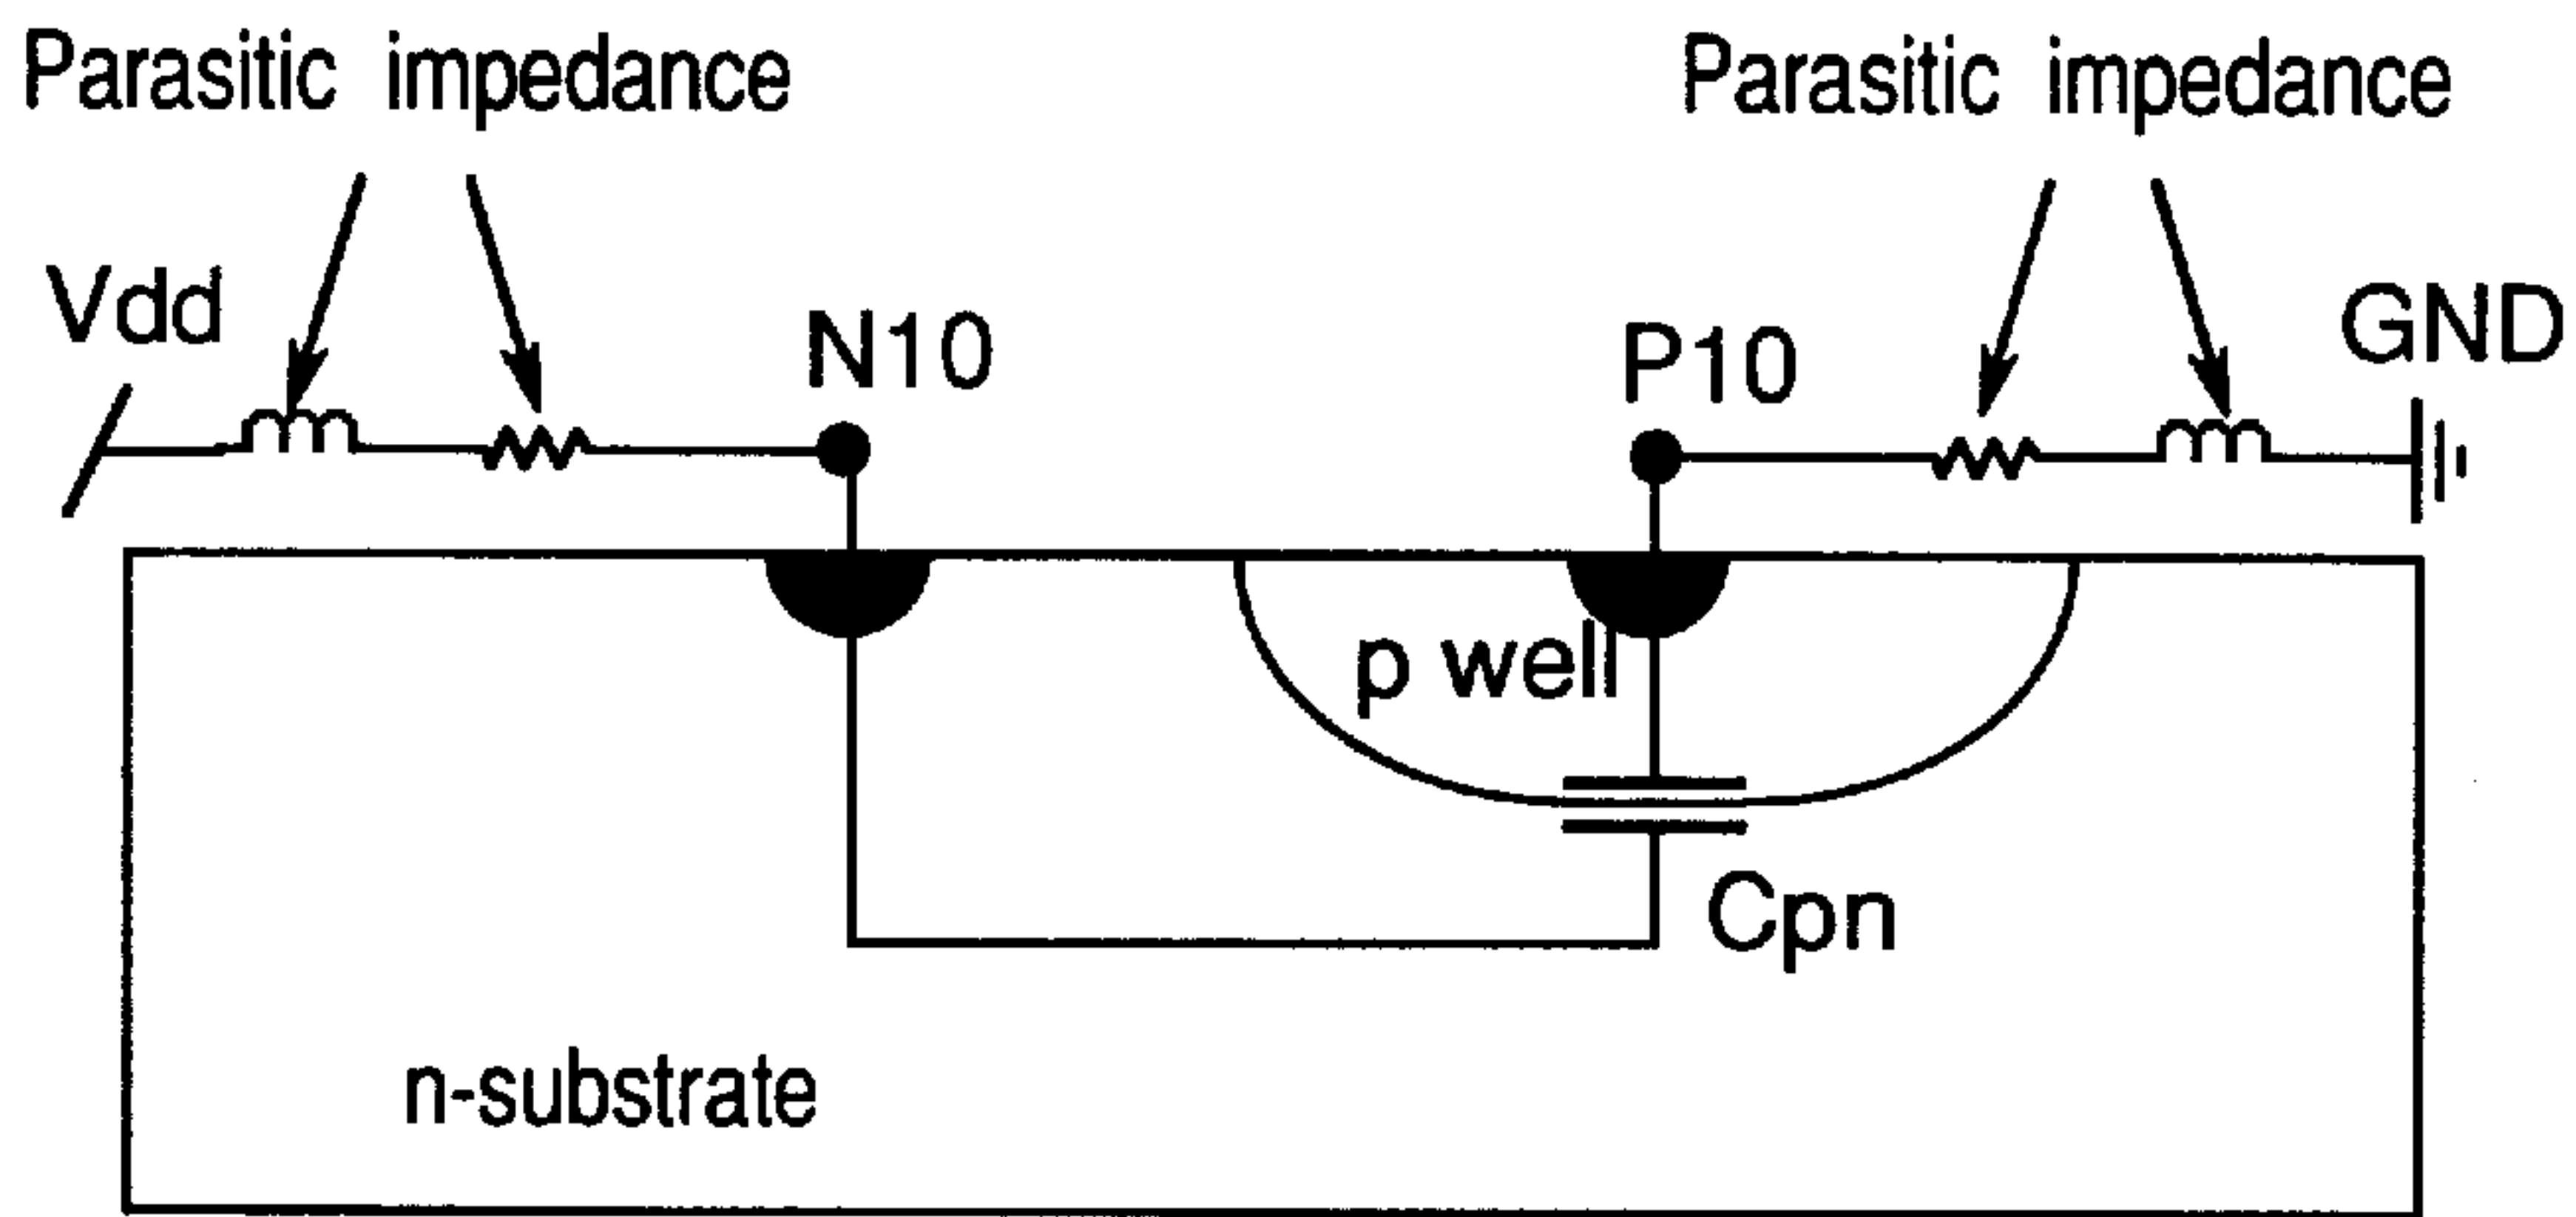 Parasitic impedance
Parasitic impedance
Vdd
N10
P10
GND
p well
Cpn
n-substrate